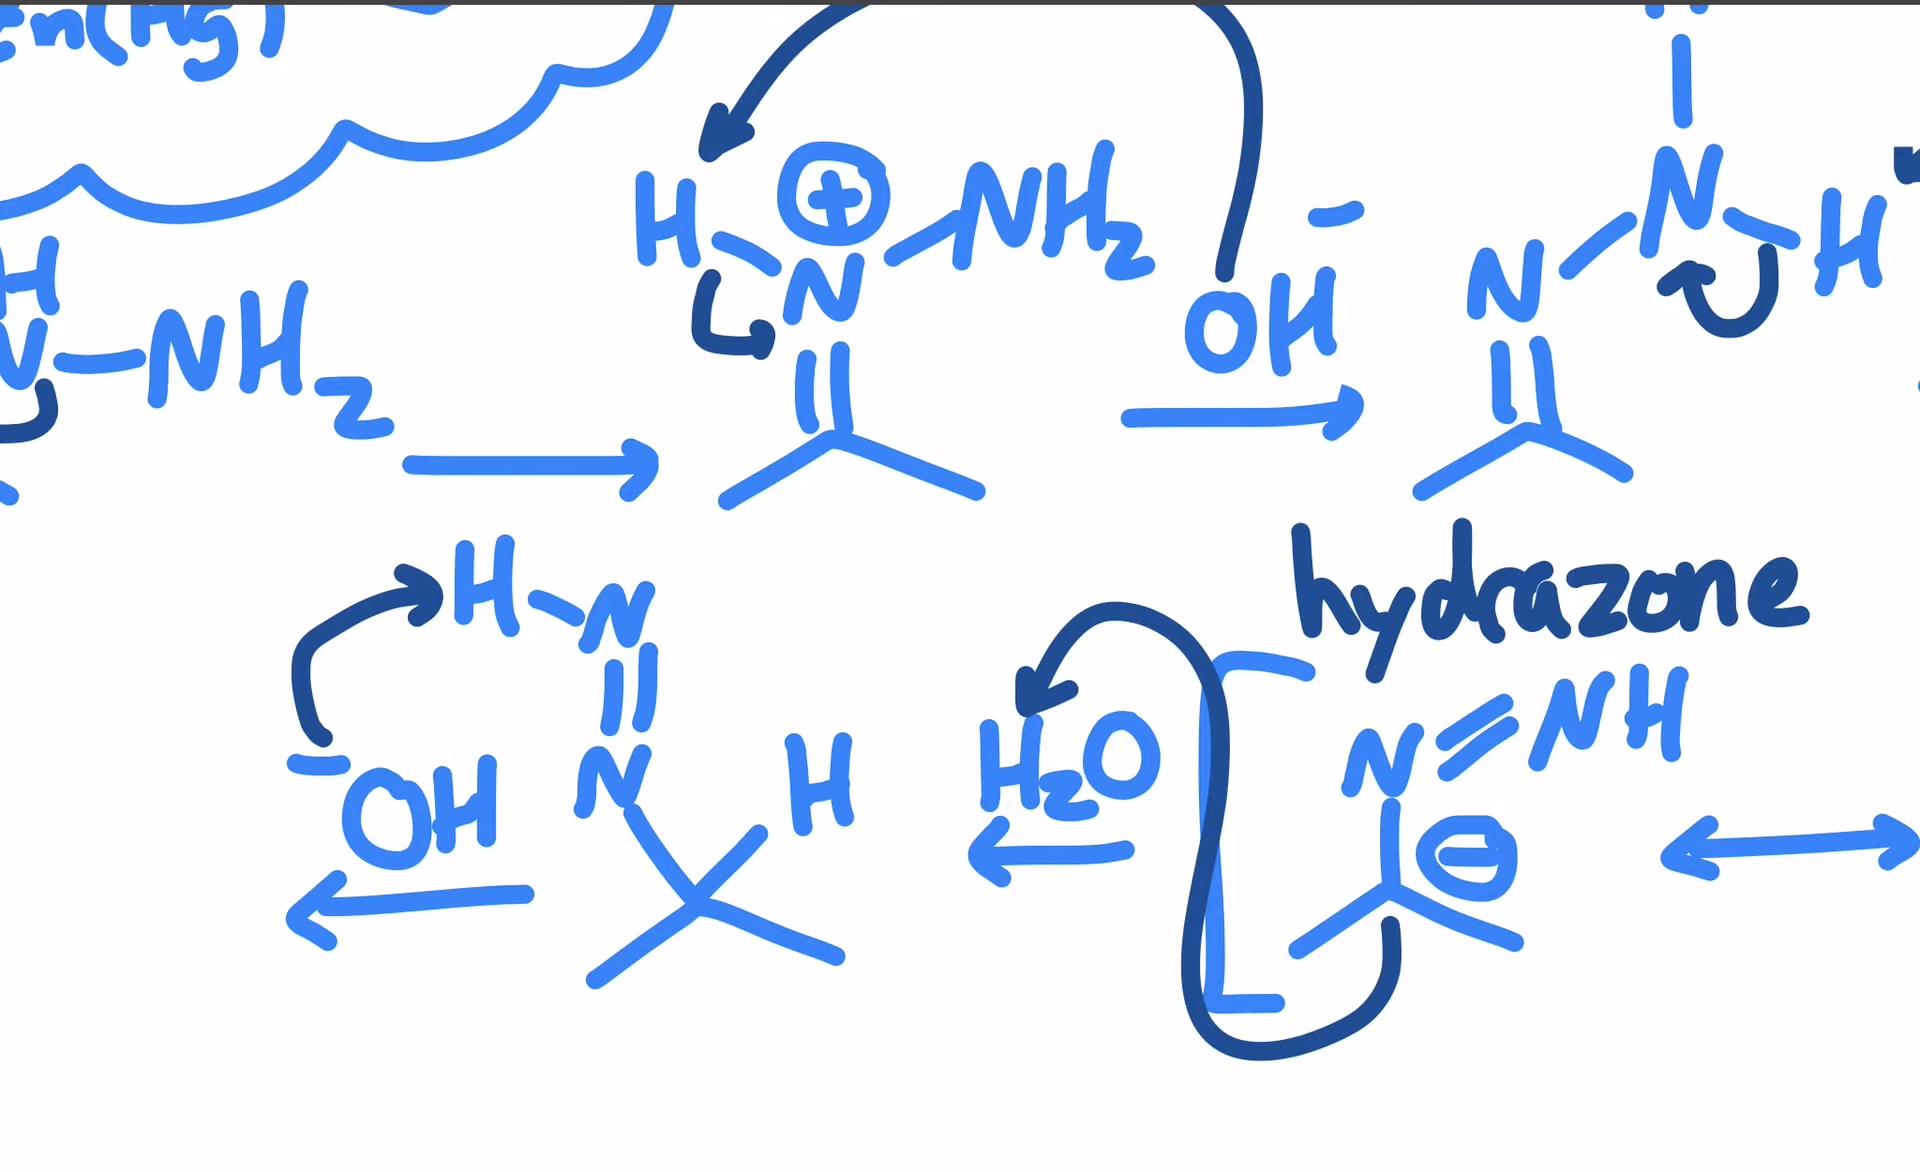 Zn(Hg)
H
N-NH2
H ⊕ NH2
N
OH-
N
N H
hydrazone
H N
N
H
-OH
H2O
N=NH
⊖